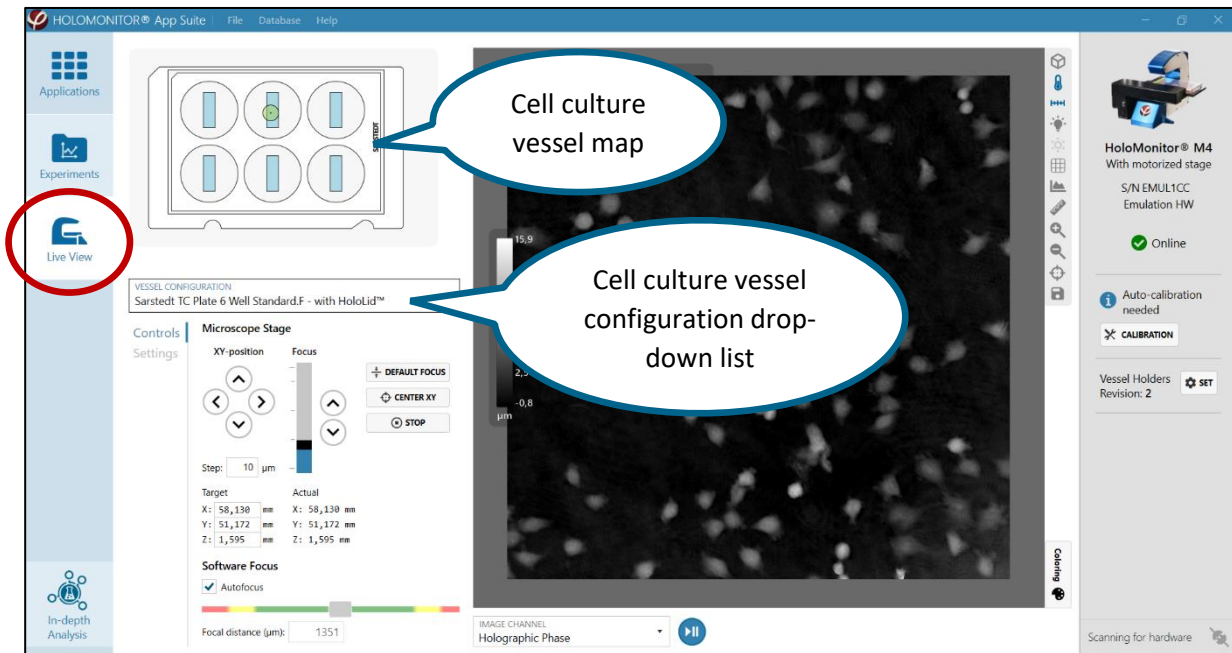 HOLOMONITOR® App Suite File Database Help
Applications
Experiments
Live View
In-depth
Analysis
SARSTEDT
Cell culture
vessel map
VESSEL CONFIGURATION
Sarstedt TC Plate 6 Well Standard.F - with HoloLid™
Cell culture vessel
configuration drop-
down list
Controls
Settings
Microscope Stage
XY-position Focus
DEFAULT FOCUS
CENTER XY
STOP
Step: 10 µm
Target Actual
X: 58,130 mm X: 58,130 mm
Y: 51,172 mm Y: 51,172 mm
Z: 1,595 mm Z: 1,595 mm
Software Focus
Autofocus
Focal distance (µm): 1351
15,9
-0,8
µm
IMAGE CHANNEL
Holographic Phase
Coloring
HoloMonitor® M4
With motorized stage
S/N EMUL1CC
Emulation HW
Online
Auto-calibration
needed
CALIBRATION
Vessel Holders
Revision: 2
SET
Scanning for hardware